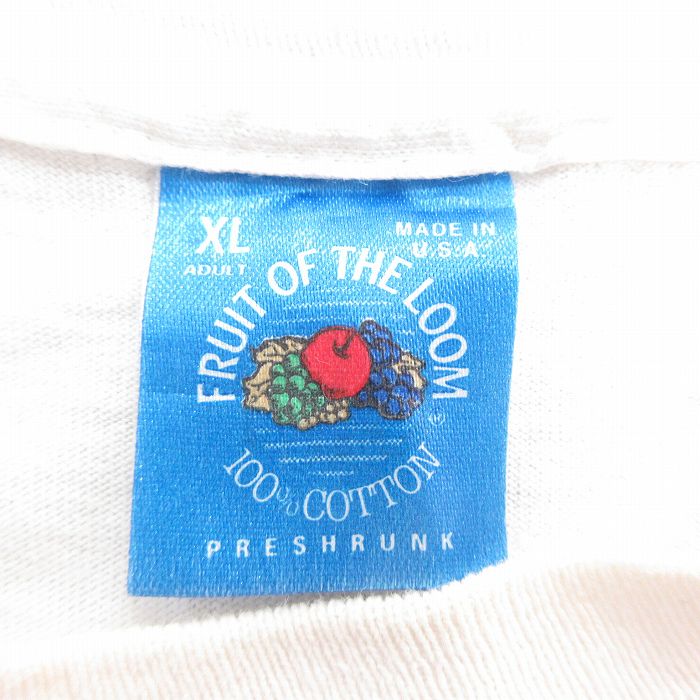 XL
ADULT
MADE IN
U.S.A
FRUIT OF THE LOOM
®
100% COTTON
PRESHRUNK